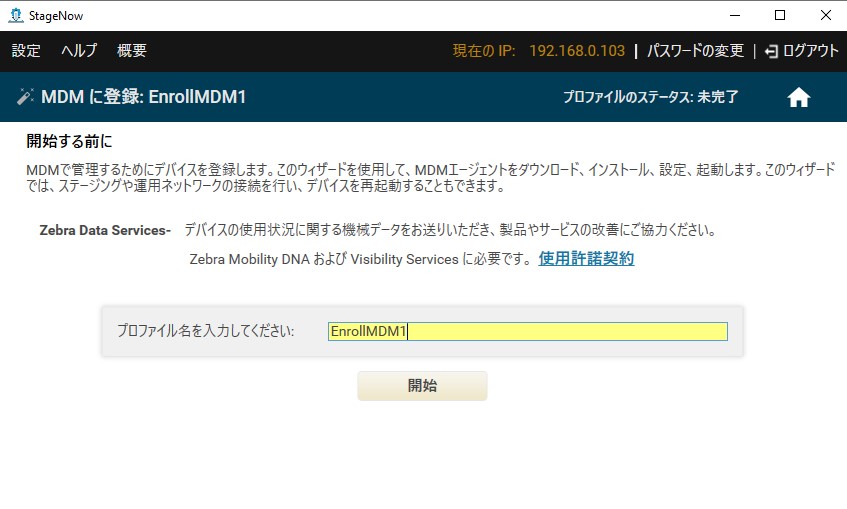 StageNow
設定 ヘルプ 概要 現在の IP: 192.168.0.103 | パスワードの変更 | ログアウト
MDM に登録: EnrollMDM1 プロファイルのステータス: 未完了
開始する前に
MDMで管理するためにデバイスを登録します。このウィザードを使用して、MDMエージェントをダウンロード、インストール、設定、起動します。このウィザード
では、ステージングや運用ネットワークの接続を行い、デバイスを再起動することもできます。
Zebra Data Services- デバイスの使用状況に関する機械データをお送りいただき、製品やサービスの改善にご協力ください。
Zebra Mobility DNA および Visibility Services に必要です。 使用許諾契約
プロファイル名を入力してください: EnrollMDM1
開始